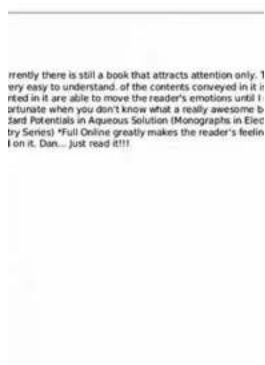 rrently there is still a book that attracts attention only. T
ery easy to understand. of the contents conveyed in it i
nted in it are able to move the reader's emotions until I
ortunate when you don't know what a really awesome b
dard Potentials in Aqueous Solution (Monographs in Elec
try Series) *Full Online greatly makes the reader's feelin
l on it. Dan... Just read it!!!